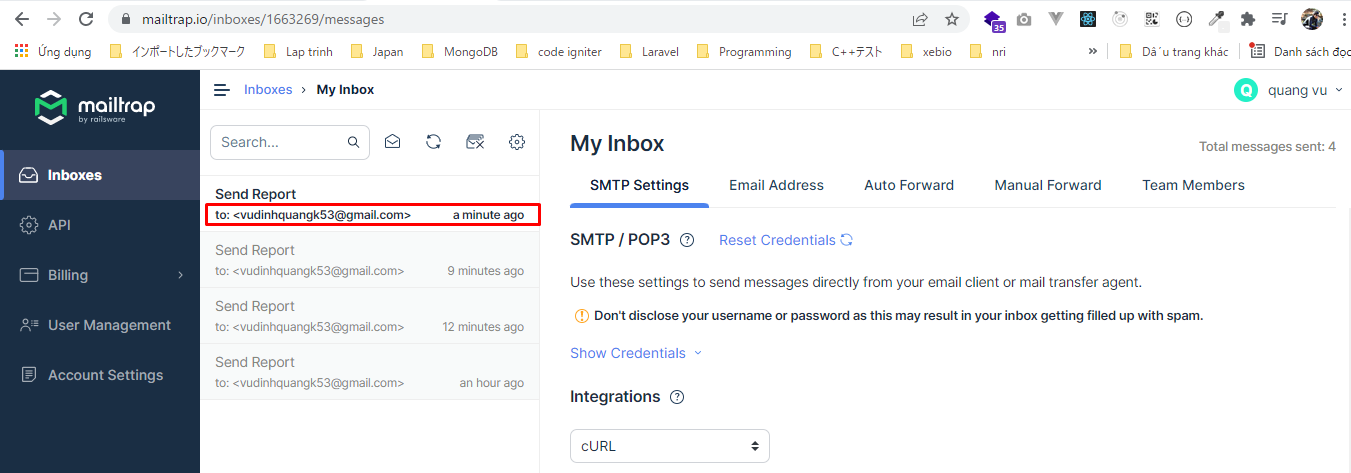 mailtrap.io/inboxes/1663269/messages
35
Ứng dụng インポートしたブックマーク Lap trinh Japan MongoDB code igniter Laravel Programming C++テスト xebio nri » Dấu trang khác Danh sách đọc
mailtrap
by railsware
Inboxes
API
Billing
User Management
Account Settings
Inboxes > My Inbox
Q quang vu
Search...
Send Report
to: <vudinhquangk53@gmail.com> a minute ago
Send Report
to: <vudinhquangk53@gmail.com> 9 minutes ago
Send Report
to: <vudinhquangk53@gmail.com> 12 minutes ago
Send Report
to: <vudinhquangk53@gmail.com> an hour ago
My Inbox
Total messages sent: 4
SMTP Settings Email Address Auto Forward Manual Forward Team Members
SMTP / POP3 ? Reset Credentials
Use these settings to send messages directly from your email client or mail transfer agent.
Don't disclose your username or password as this may result in your inbox getting filled up with spam.
Show Credentials
Integrations ?
cURL